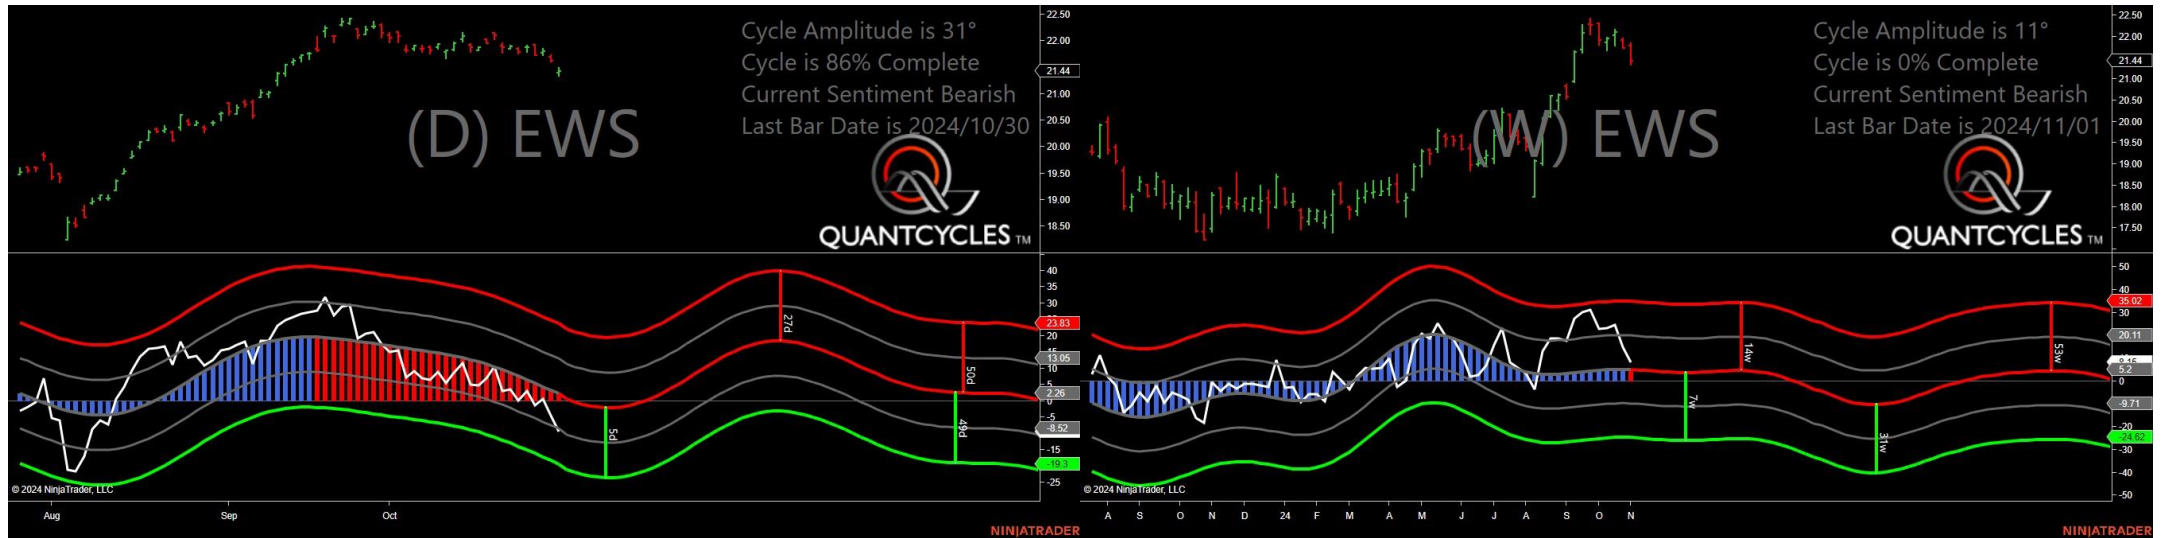 Cycle Amplitude is 31°
Cycle is 86% Complete
Current Sentiment Bearish
Last Bar Date is 2024/10/30
(D) EWS
QUANTCYCLES TM
22.50
22.00
21.44
21.00
20.50
20.00
19.50
19.00
18.50
40
35
30
23.83
20
15
13.05
10
5
2.26
0
-5
-8.52
-15
-19.3
-25
5d
27d
50d
49d
© 2024 NinjaTrader, LLC
Aug
Sep
Oct
NINJATRADER
Cycle Amplitude is 11°
Cycle is 0% Complete
Current Sentiment Bearish
Last Bar Date is 2024/11/01
(W) EWS
QUANTCYCLES TM
22.50
22.00
21.44
21.00
20.50
20.00
19.50
19.00
18.50
18.00
17.50
50
35.02
30
20.11
5.2
0
-9.71
-20
-24.62
-30
-40
-50
14w
7w
31w
53w
© 2024 NinjaTrader, LLC
A S O N D 24 F M A M J J A S O N
NINJATRADER